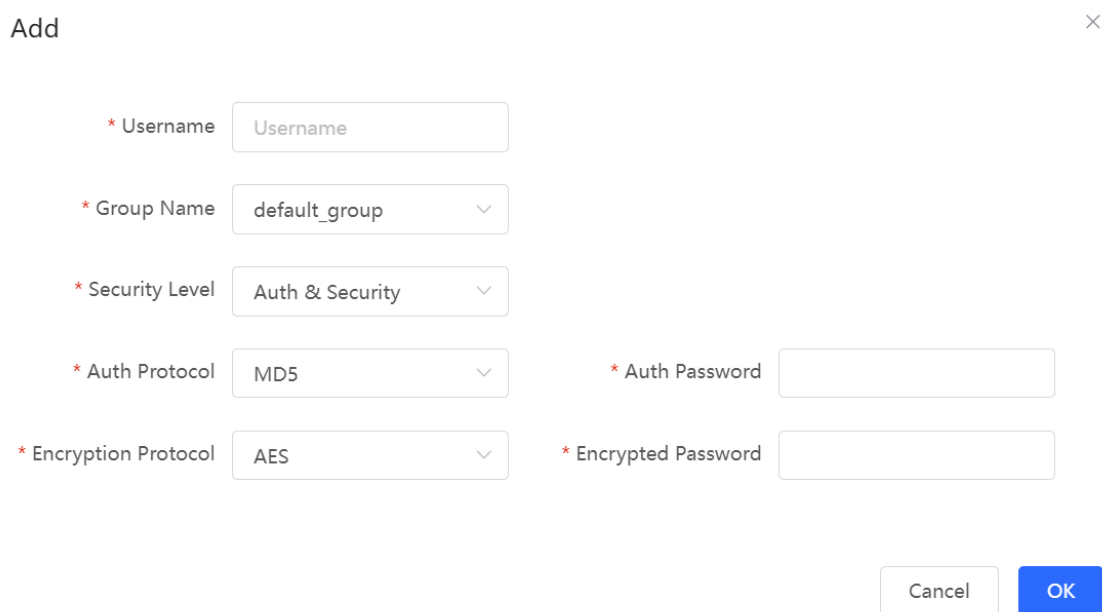 Add
* Username Username
* Group Name default_group
* Security Level Auth & Security
* Auth Protocol MD5 * Auth Password
* Encryption Protocol AES * Encrypted Password
Cancel OK